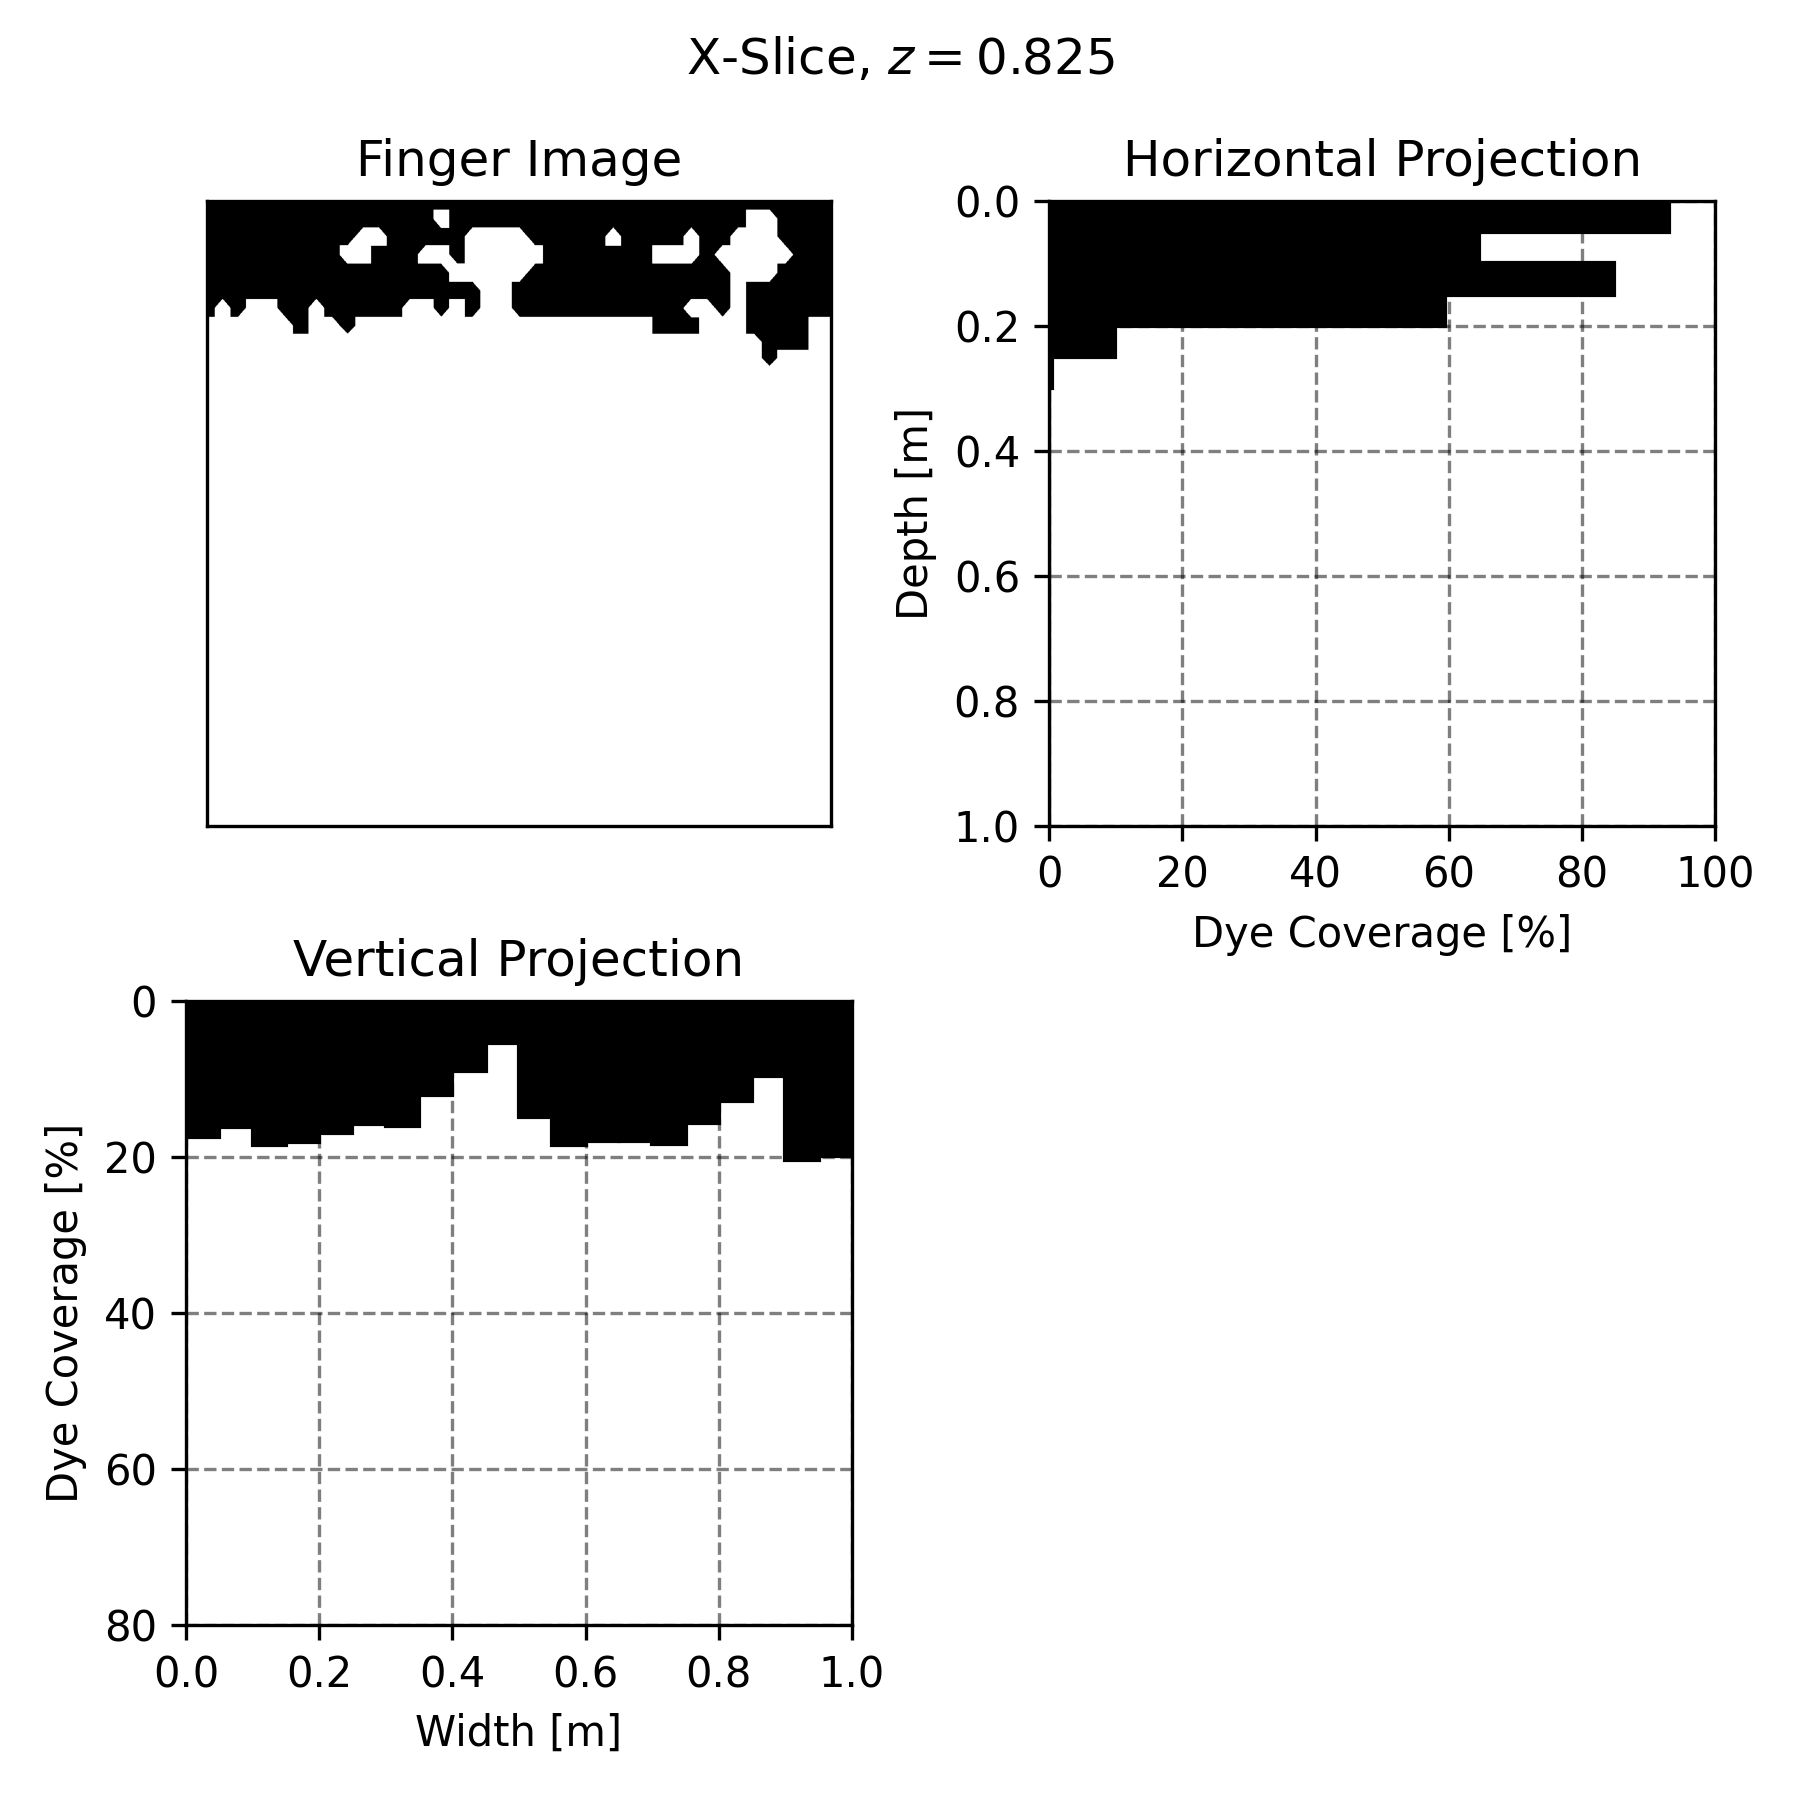 X-Slice, z = 0.825
Finger Image
Horizontal Projection
0.0
0.2
0.4
0.6
0.8
1.0
Depth [m]
0 20 40 60 80 100
Dye Coverage [%]
Vertical Projection
0
20
40
60
80
Dye Coverage [%]
0.0 0.2 0.4 0.6 0.8 1.0
Width [m]